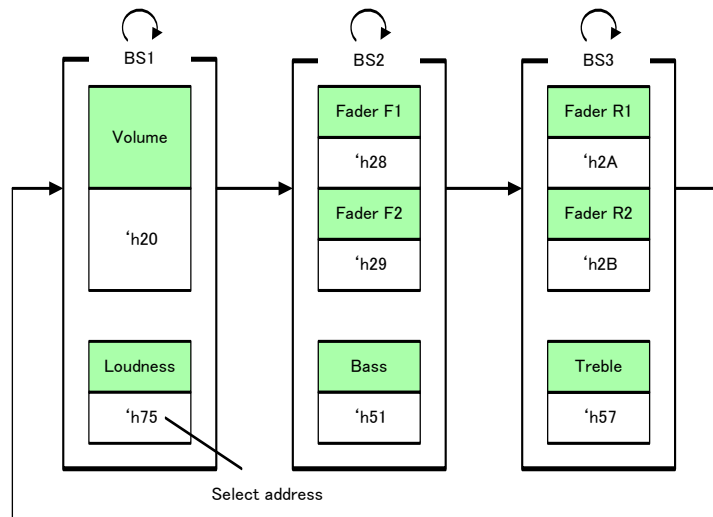 BS1
Volume
‘h20
Loudness
‘h75
Select address
BS2
Fader F1
‘h28
Fader F2
‘h29
Bass
‘h51
BS3
Fader R1
‘h2A
Fader R2
‘h2B
Treble
‘h57